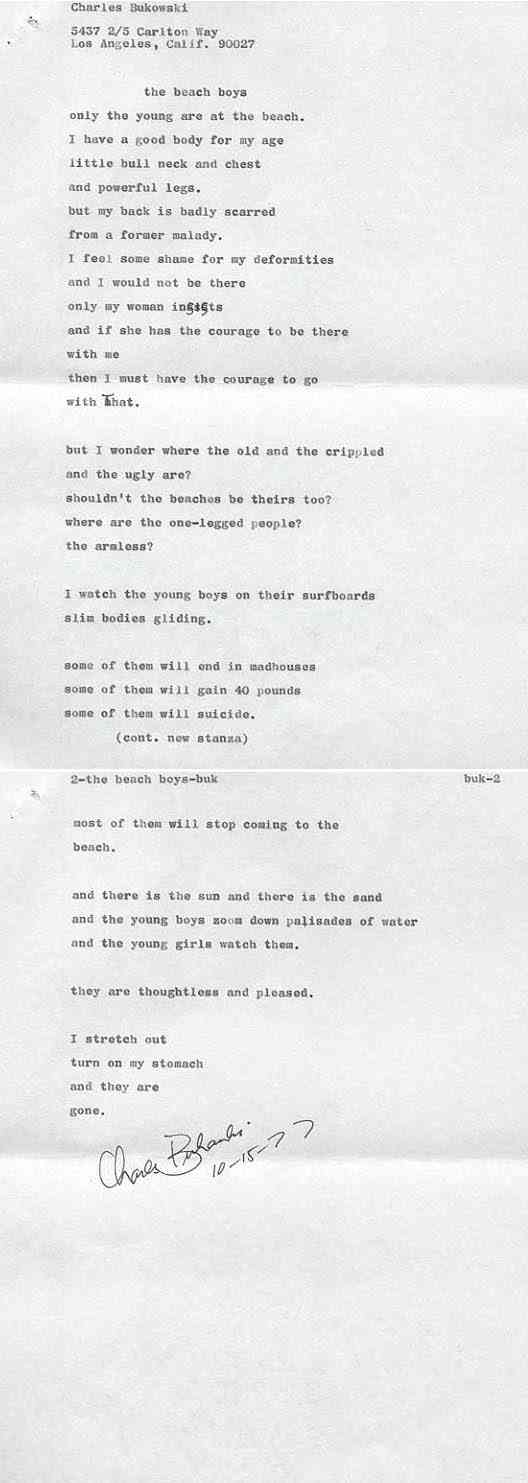 Charles Bukowski
5437 2/5 Carlton Way
Los Angeles, Calif. 90027
the beach boys
only the young are at the beach.
I have a good body for my age
little bull neck and chest
and powerful legs.
but my back is badly scarred
from a former malady.
I feel some shame for my deformities
and I would not be there
only my woman insists
and if she has the courage to be there
with me
then I must have the courage to go
with That.
but I wonder where the old and the crippled
and the ugly are?
shouldn't the beaches be theirs too?
where are the one-legged people?
the armless?
I watch the young boys on their surfboards
slim bodies gliding.
some of them will end in madhouses
some of them will gain 40 pounds
some of them will suicide.
(cont. new stanza)
2-the beach boys-buk buk-2
most of them will stop coming to the
beach.
and there is the sun and there is the sand
and the young boys zoom down palisades of water
and the young girls watch them.
they are thoughtless and pleased.
I stretch out
turn on my stomach
and they are
gone.
Charles Bukowski
10-15-77